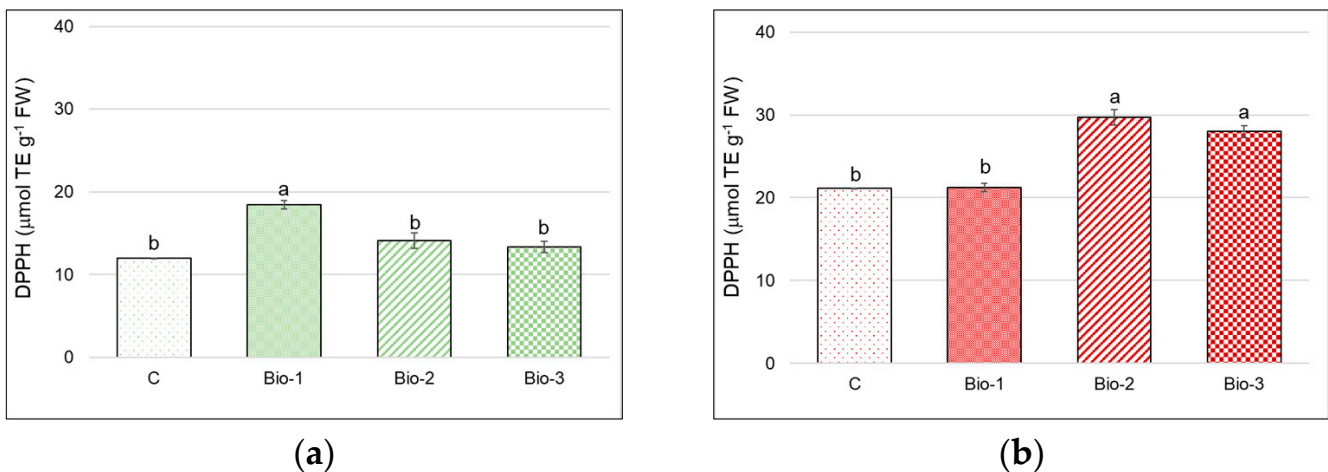 40
30
20
10
0
DPPH (µmol TE g⁻¹ FW)
b
a
b
b
C Bio-1 Bio-2 Bio-3
(a)
40
30
20
10
0
DPPH (µmol TE g⁻¹ FW)
b
b
a
a
C Bio-1 Bio-2 Bio-3
(b)